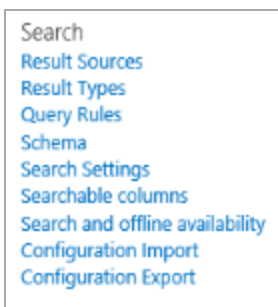 Search
Result Sources
Result Types
Query Rules
Schema
Search Settings
Searchable columns
Search and offline availability
Configuration Import
Configuration Export